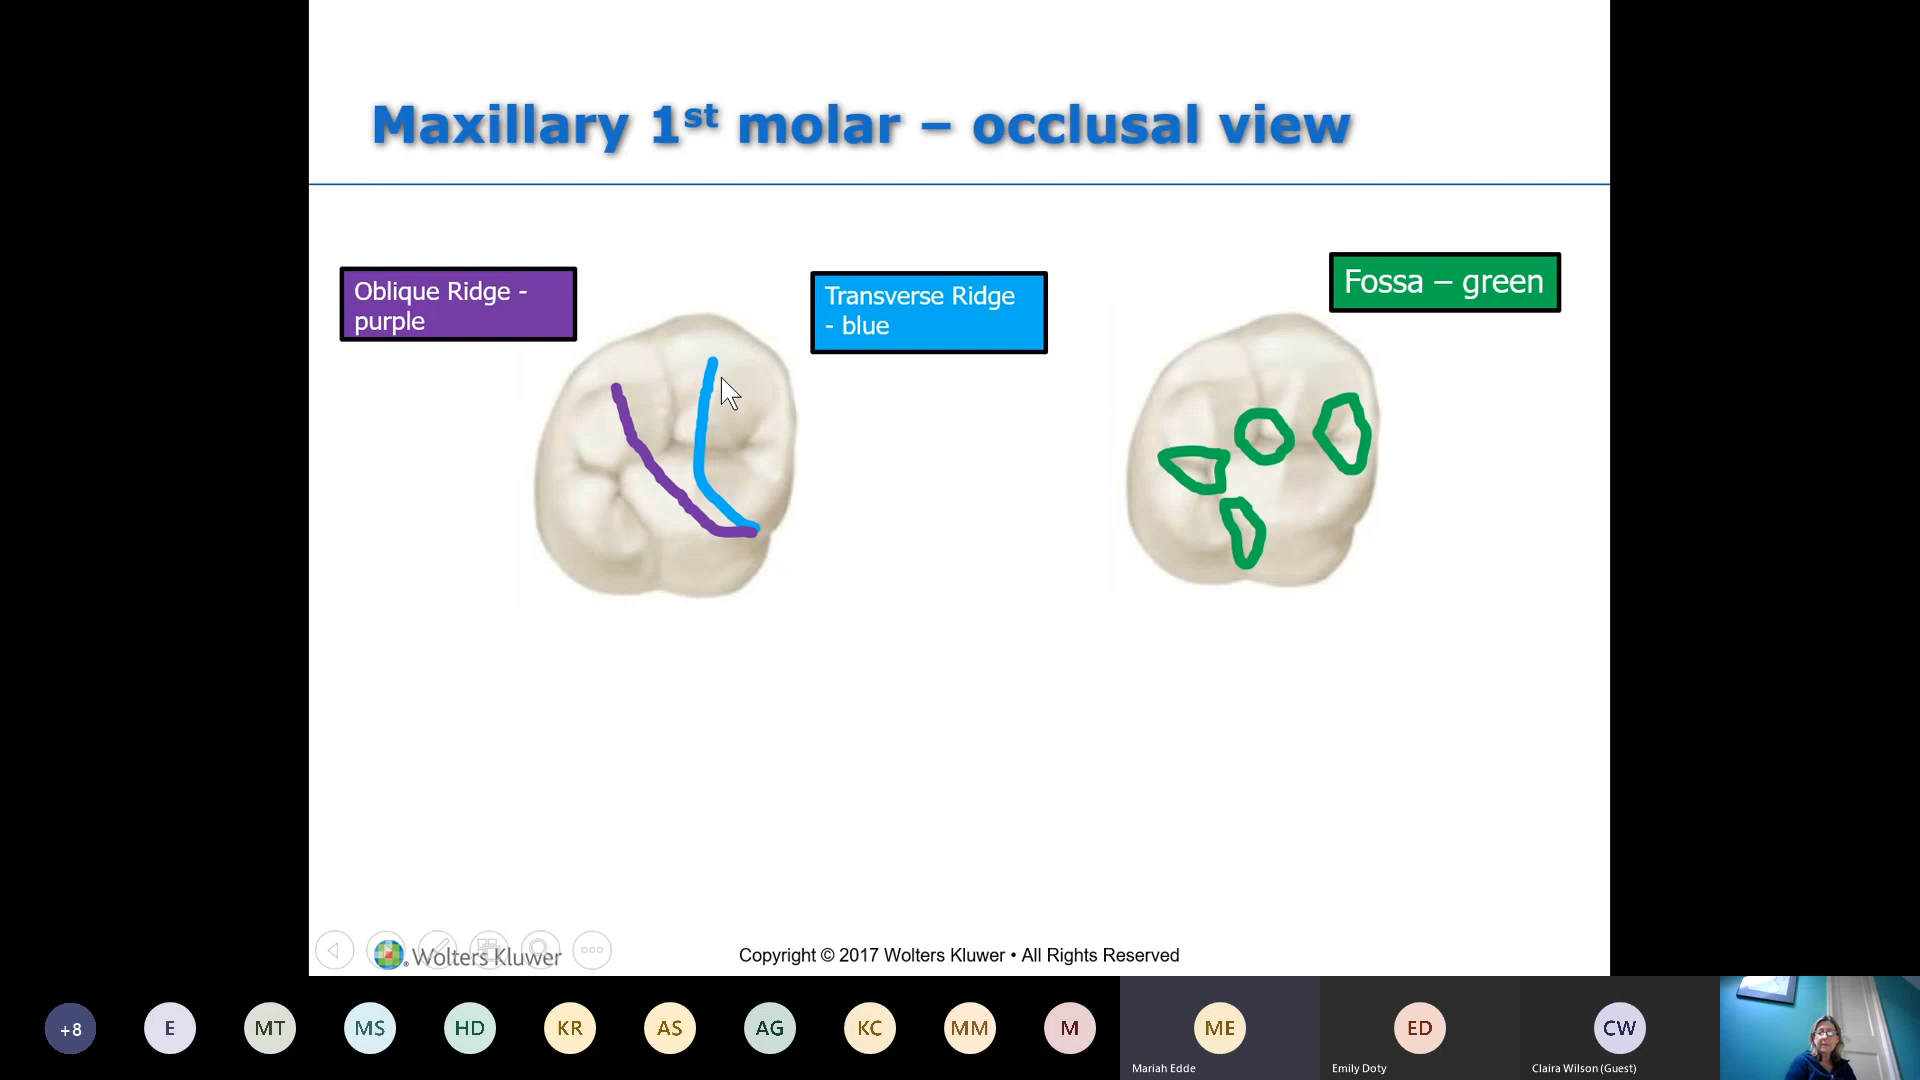 Maxillary 1st molar – occlusal view
Oblique Ridge -
purple
Transverse Ridge
- blue
Fossa – green
Wolters Kluwer
Copyright © 2017 Wolters Kluwer • All Rights Reserved
+8
E
MT
MS
HD
KR
AS
AG
KC
MM
M
ME
ED
CW
Mariah Edde
Emily Doty
Claira Wilson (Guest)